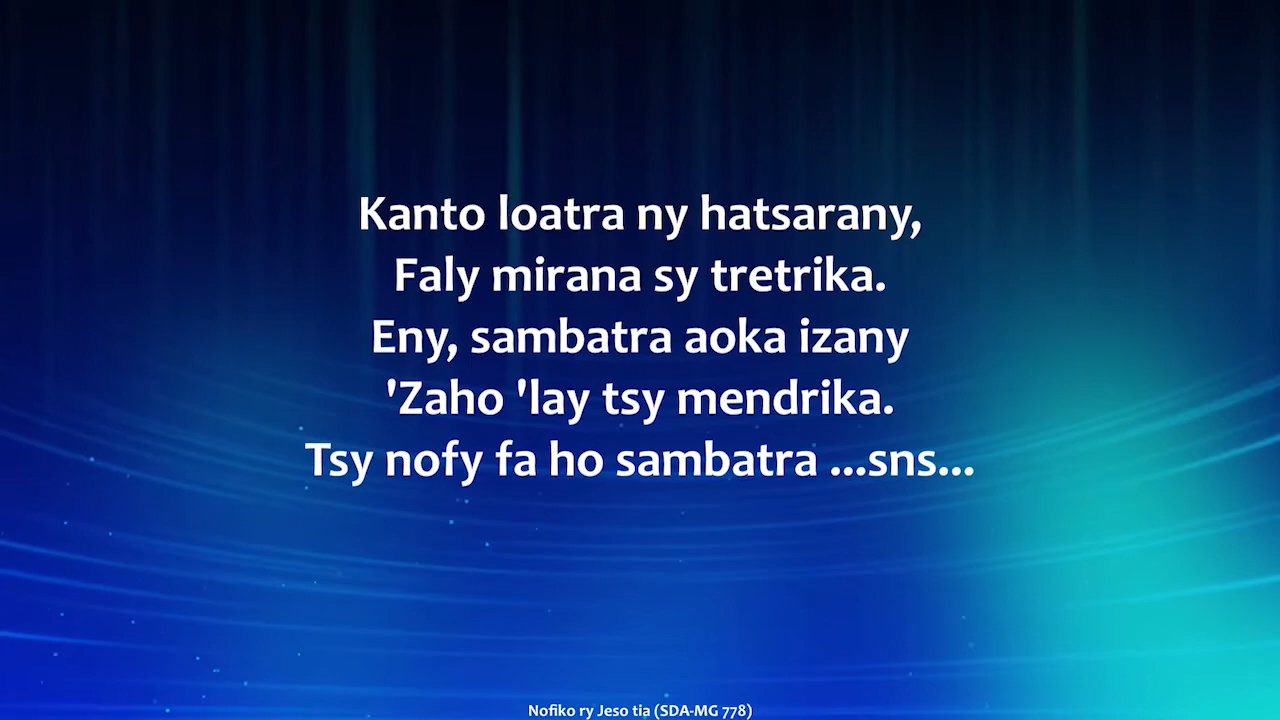 Kanto loatra ny hatsarany,
Faly mirana sy tretrika.
Eny, sambatra aoka izany
'Zaho 'lay tsy mendrika.
Tsy nofy fa ho sambatra ...sns...
Nofiko ry Jeso tia (SDA-MG 778)